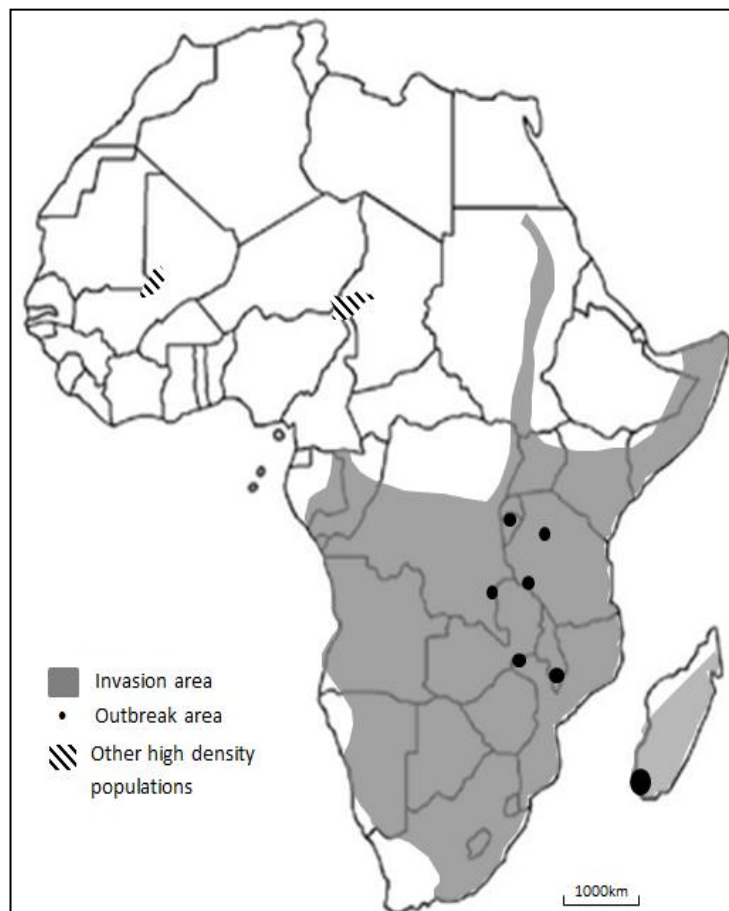 Invasion area
Outbreak area
Other high density
populations
1000km